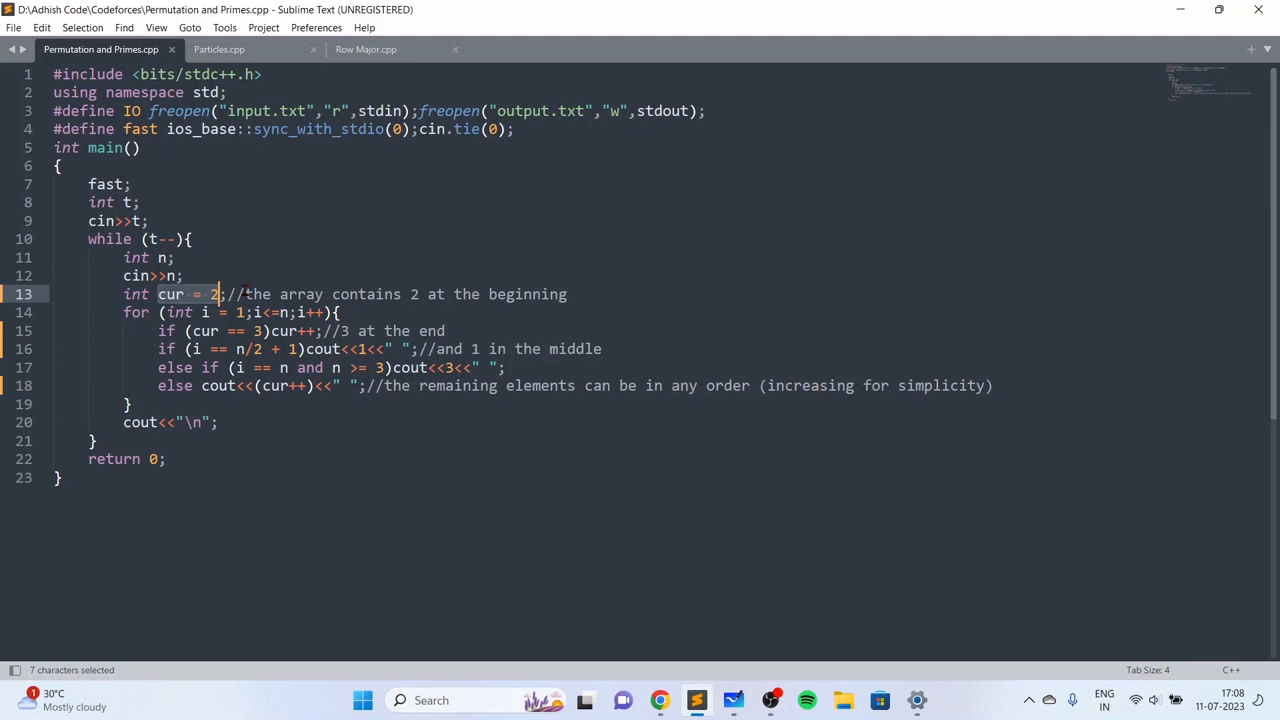 D:\Adhish Code\Codeforces\Permutation and Primes.cpp - Sublime Text (UNREGISTERED)
File Edit Selection Find View Goto Tools Project Preferences Help
Permutation and Primes.cpp Particles.cpp Row Major.cpp
1 #include <bits/stdc++.h>
2 using namespace std;
3 #define IO freopen("input.txt","r",stdin);freopen("output.txt","w",stdout);
4 #define fast ios_base::sync_with_stdio(0);cin.tie(0);
5 int main()
6 {
7 fast;
8 int t;
9 cin>>t;
10 while (t--){
11 int n;
12 cin>>n;
13 int cur = 2;//the array contains 2 at the beginning
14 for (int i = 1;i<=n;i++){
15 if (cur == 3)cur++;//3 at the end
16 if (i == n/2 + 1)cout<<1<<" ";//and 1 in the middle
17 else if (i == n and n >= 3)cout<<3<<" ";
18 else cout<<(cur++)<<" ";//the remaining elements can be in any order (increasing for simplicity)
19 }
20 cout<<"\n";
21 }
22 return 0;
23 }
7 characters selected Tab Size: 4 C++
1 30°C
Mostly cloudy
Search
ENG
IN
17:08
11-07-2023